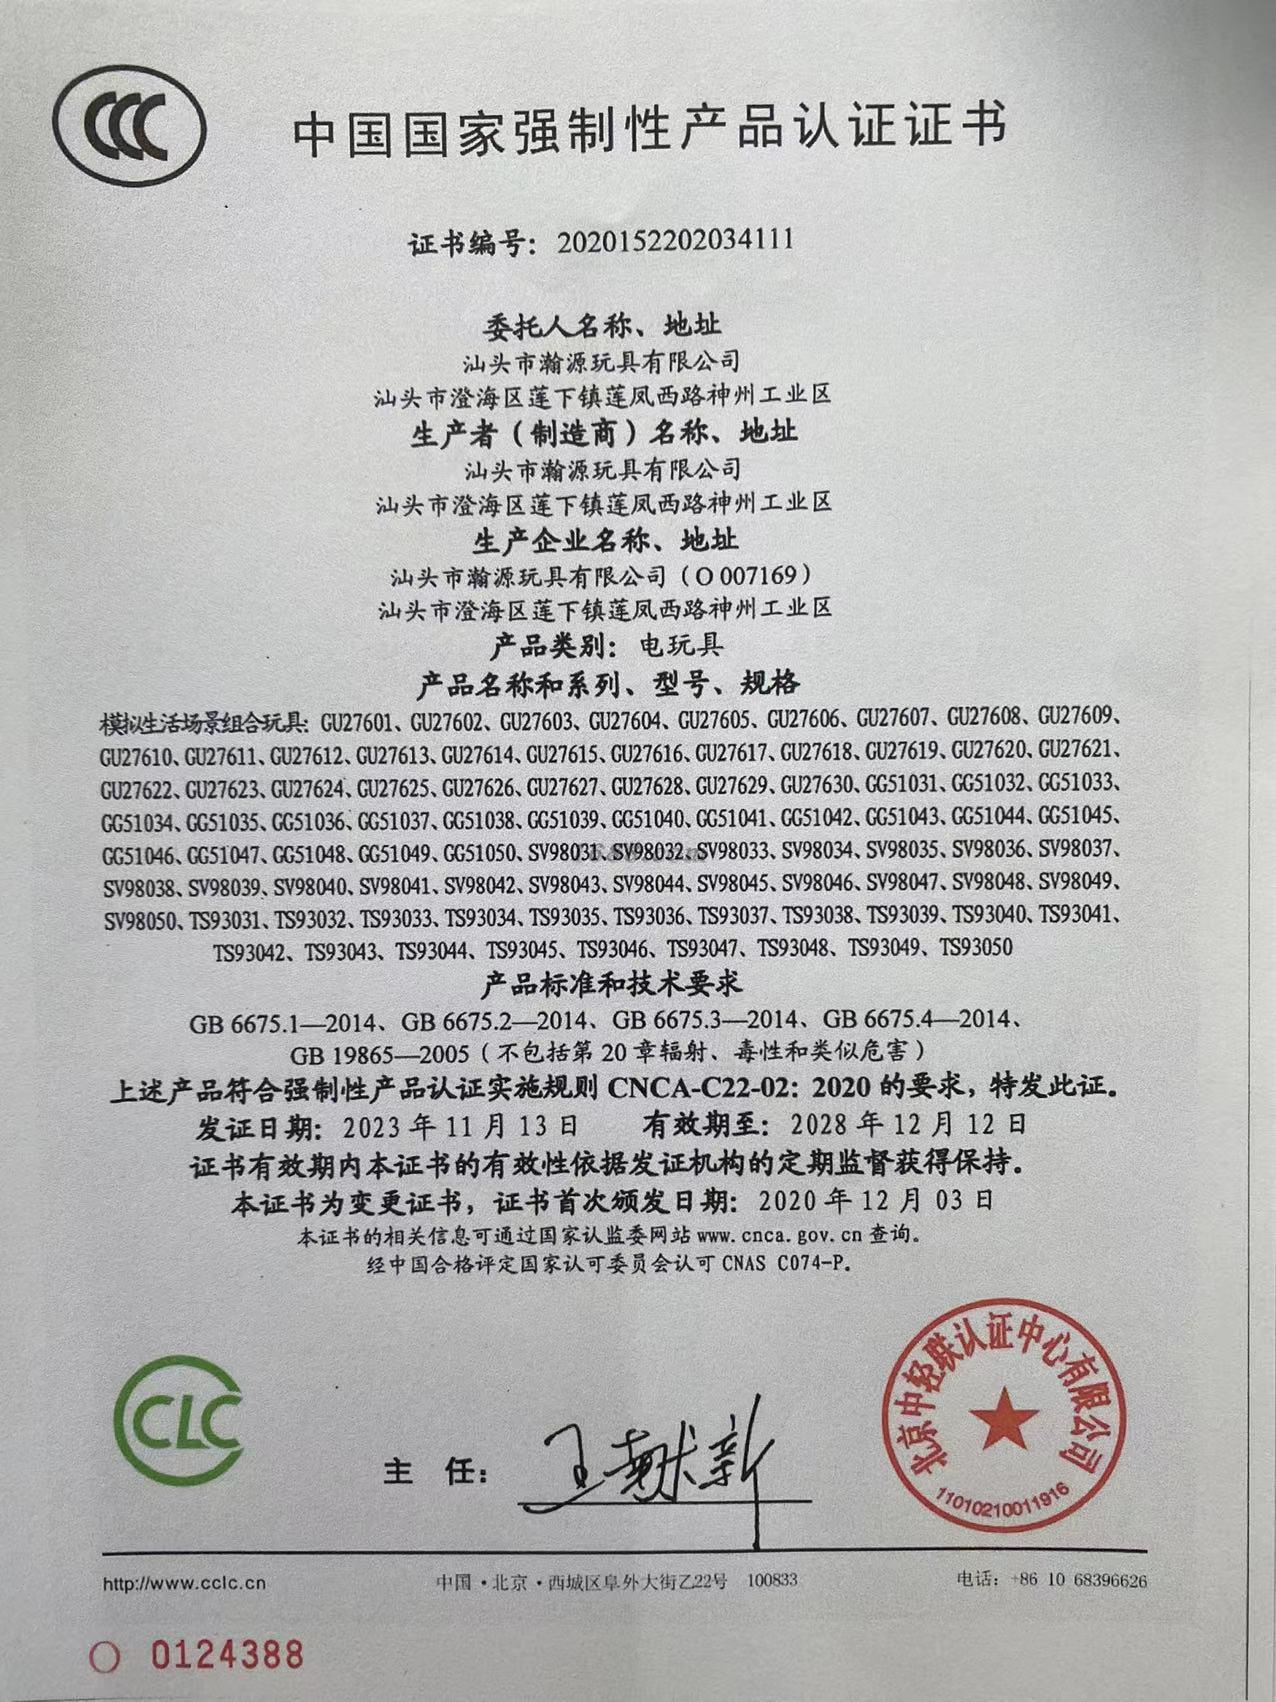 CCC
中国国家强制性产品认证证书
证书编号：2020152202034111
委托人名称、地址
汕头市瀚源玩具有限公司
汕头市澄海区莲下镇莲凤西路神州工业区
生产者（制造商）名称、地址
汕头市瀚源玩具有限公司
汕头市澄海区莲下镇莲凤西路神州工业区
生产企业名称、地址
汕头市瀚源玩具有限公司（O 007169）
汕头市澄海区莲下镇莲凤西路神州工业区
产品类别：电玩具
产品名称和系列、型号、规格
模拟生活场景组合玩具：GU27601、GU27602、GU27603、GU27604、GU27605、GU27606、GU27607、GU27608、GU27609、
GU27610、GU27611、GU27612、GU27613、GU27614、GU27615、GU27616、GU27617、GU27618、GU27619、GU27620、GU27621、
GU27622、GU27623、GU27624、GU27625、GU27626、GU27627、GU27628、GU27629、GU27630、GG51031、GG51032、GG51033、
GG51034、GG51035、GG51036、GG51037、GG51038、GG51039、GG51040、GG51041、GG51042、GG51043、GG51044、GG51045、
GG51046、GG51047、GG51048、GG51049、GG51050、SV98031、SV98032、SV98033、SV98034、SV98035、SV98036、SV98037、
SV98038、SV98039、SV98040、SV98041、SV98042、SV98043、SV98044、SV98045、SV98046、SV98047、SV98048、SV98049、
SV98050、TS93031、TS93032、TS93033、TS93034、TS93035、TS93036、TS93037、TS93038、TS93039、TS93040、TS93041、
TS93042、TS93043、TS93044、TS93045、TS93046、TS93047、TS93048、TS93049、TS93050
产品标准和技术要求
GB 6675.1—2014、GB 6675.2—2014、GB 6675.3—2014、GB 6675.4—2014、
GB 19865—2005（不包括第20章辐射、毒性和类似危害）
上述产品符合强制性产品认证实施规则 CNCA-C22-02：2020 的要求，特发此证。
发证日期：2023 年 11 月 13 日 有效期至：2028 年 12 月 12 日
证书有效期内本证书的有效性依据发证机构的定期监督获得保持。
本证书为变更证书，证书首次颁发日期：2020 年 12 月 03 日
本证书的相关信息可通过国家认监委网站 www.cnca.gov.cn 查询。
经中国合格评定国家认可委员会认可 CNAS C074-P。
CLC
主 任：王献新
北京中轻联认证中心有限公司
11010210011916
http://www.cclc.cn 中国·北京·西城区阜外大街乙22号 100833 电话：+86 10 68396626
○ 0124388